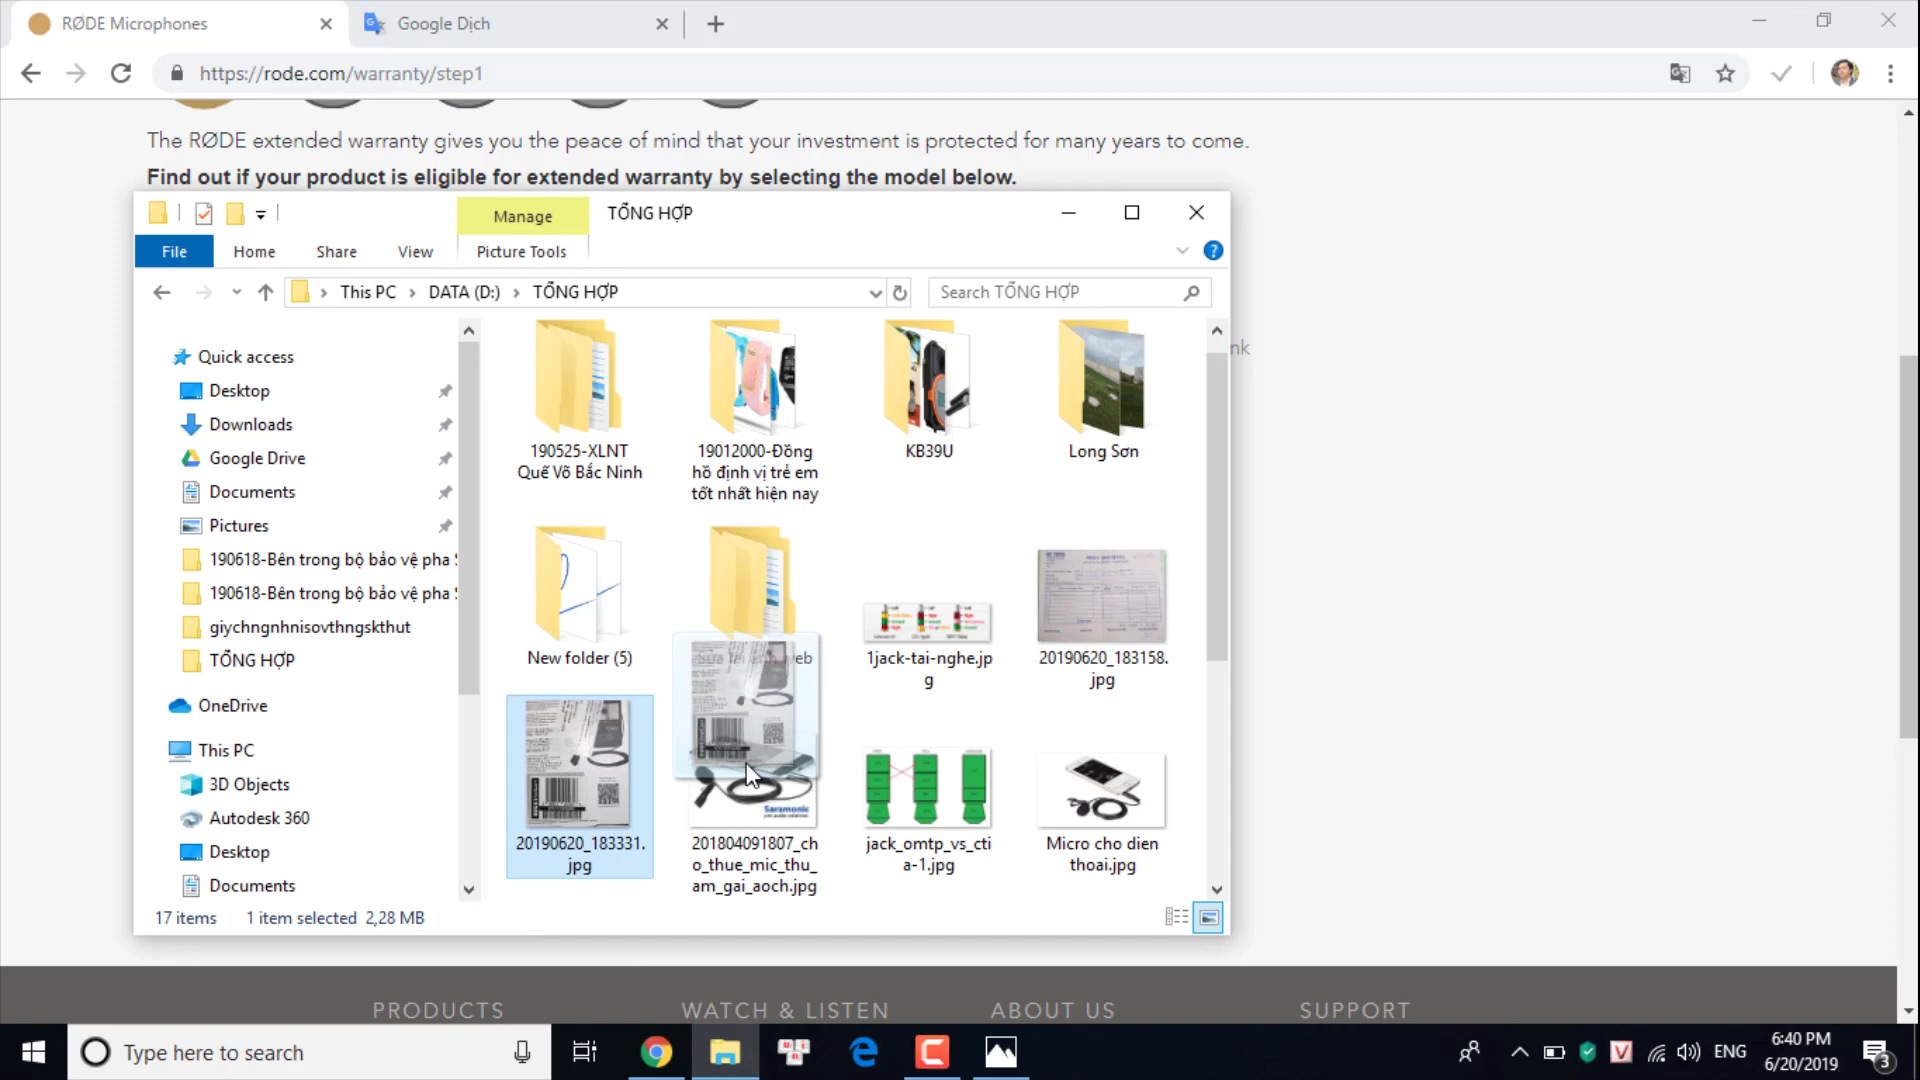 RØDE Microphones
Google Dịch
https://rode.com/warranty/step1
The RØDE extended warranty gives you the peace of mind that your investment is protected for many years to come.
Find out if your product is eligible for extended warranty by selecting the model below.
Manage
TỔNG HỢP
File
Home
Share
View
Picture Tools
This PC
DATA (D:)
TỔNG HỢP
Search TỔNG HỢP
nk
Quick access
Desktop
Downloads
Google Drive
Documents
Pictures
190618-Bên trong bộ bảo vệ pha
190618-Bên trong bộ bảo vệ pha
giychngnhnisovthngskthut
TỔNG HỢP
OneDrive
This PC
3D Objects
Autodesk 360
Desktop
Documents
190525-XLNT
Quế Võ Bắc Ninh
19012000-Đồng
hồ định vị trẻ em
tốt nhất hiện nay
KB39U
Long Sơn
New folder (5)
1jack-tai-nghe.jp
g
20190620_183158.
jpg
20190620_183331.
jpg
Saramonic
201804091807_ch
o_thue_mic_thu_
am_gai_aoch.jpg
jack_omtp_vs_cti
a-1.jpg
Micro cho dien
thoai.jpg
17 items
1 item selected 2,28 MB
PRODUCTS
WATCH & LISTEN
ABOUT US
SUPPORT
Type here to search
ENG
6:40 PM
6/20/2019
3